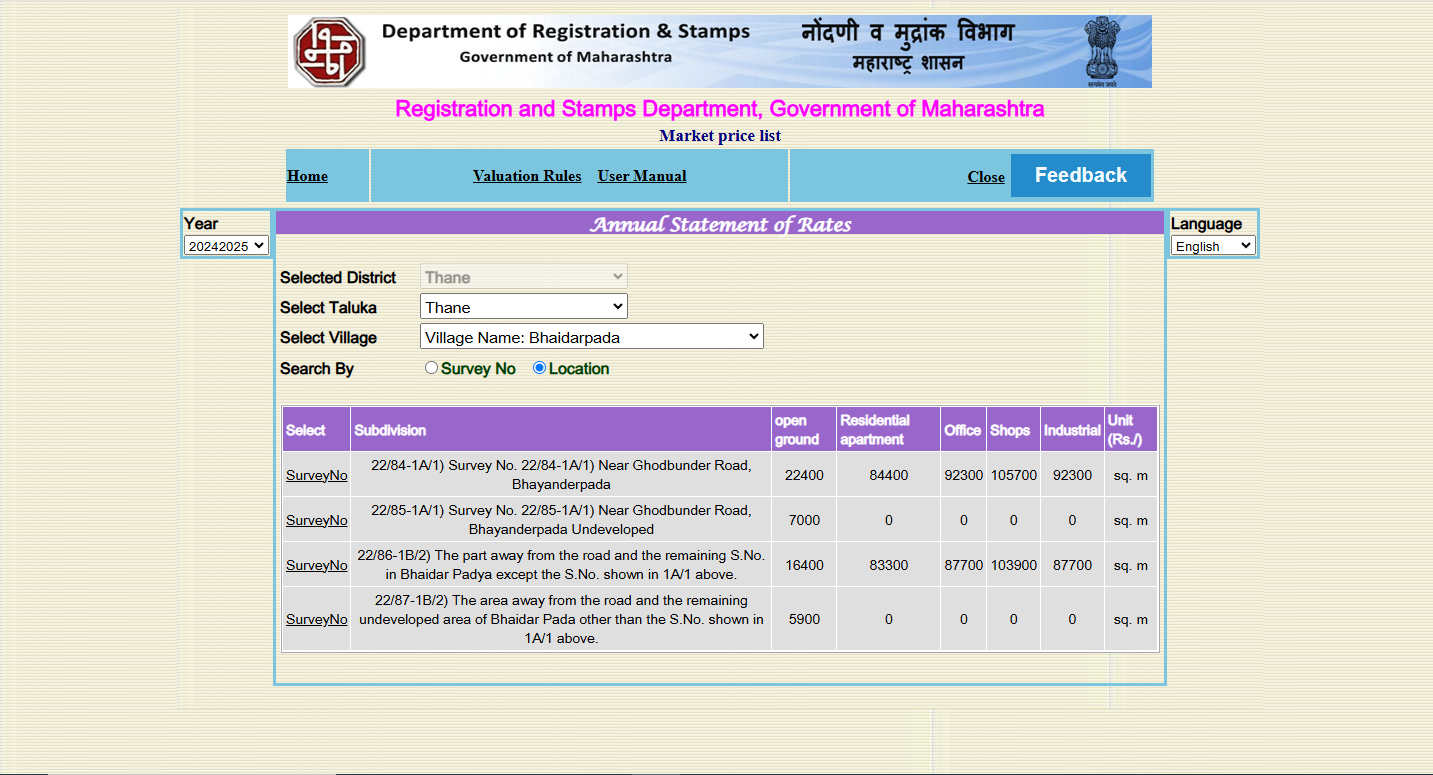 Department of Registration & Stamps
Government of Maharashtra
नोंदणी व मुद्रांक विभाग
महाराष्ट्र शासन
Registration and Stamps Department, Government of Maharashtra
Market price list
Home Valuation Rules User Manual Close Feedback
Year
20242025
Annual Statement of Rates
Language
English
Selected District Thane
Select Taluka Thane
Select Village Village Name: Bhaidarpada
Search By Survey No Location
Select Subdivision open ground Residential apartment Office Shops Industrial Unit (Rs./)
SurveyNo 22/84-1A/1) Survey No. 22/84-1A/1) Near Ghodbunder Road, 22400 84400 92300 105700 92300 sq. m
Bhayanderpada
SurveyNo 22/85-1A/1) Survey No. 22/85-1A/1) Near Ghodbunder Road, 7000 0 0 0 0 sq. m
Bhayanderpada Undeveloped
SurveyNo 22/86-1B/2) The part away from the road and the remaining S.No. 16400 83300 87700 103900 87700 sq. m
in Bhaidar Padya except the S.No. shown in 1A/1 above.
SurveyNo 22/87-1B/2) The area away from the road and the remaining 5900 0 0 0 0 sq. m
undeveloped area of Bhaidar Pada other than the S.No. shown in
1A/1 above.